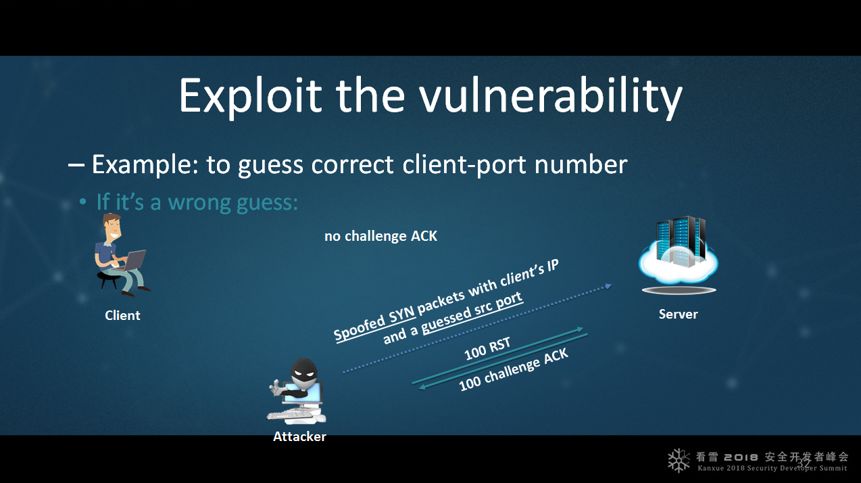 Exploit the vulnerability
– Example: to guess correct client-port number
• If it's a wrong guess:
no challenge ACK
Spoofed SYN packets with client's IP
and a guessed src port
Client
Server
100 RST
100 challenge ACK
Attacker
看雪 2018 安全开发者峰会
32
Kanxue 2018 Security Developer Summit